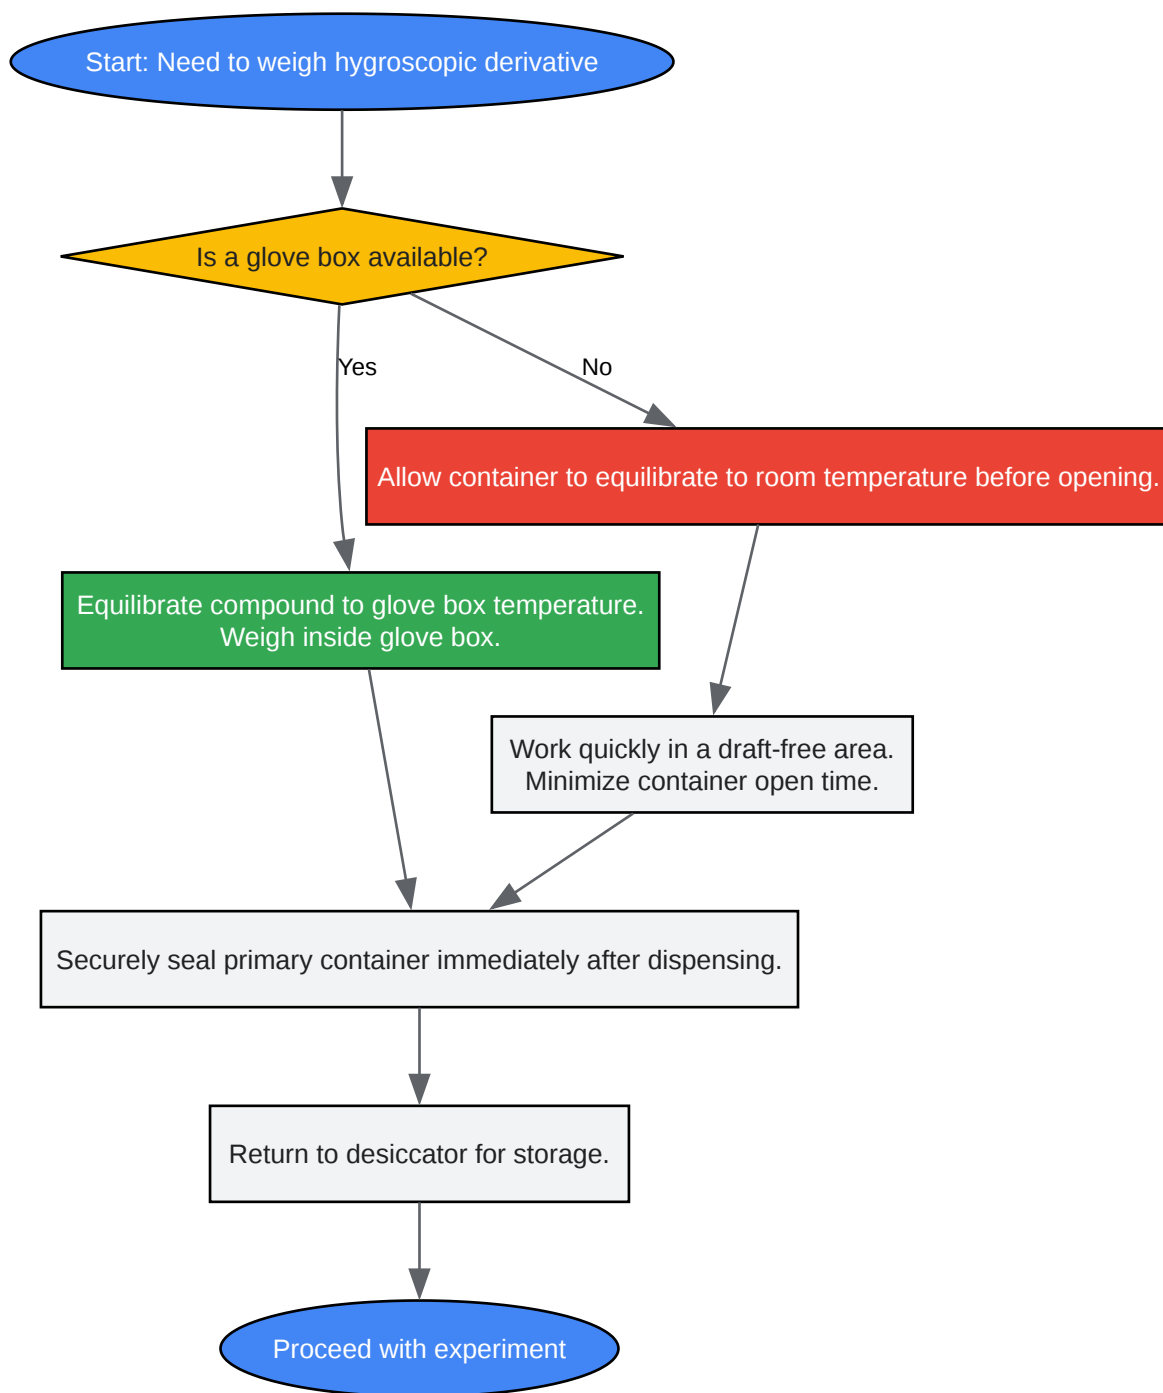 Start: Need to weigh hygroscopic derivative
Is a glove box available?
Yes
No
Allow container to equilibrate to room temperature before opening.
Equilibrate compound to glove box temperature.
Weigh inside glove box.
Work quickly in a draft-free area.
Minimize container open time.
Securely seal primary container immediately after dispensing.
Return to desiccator for storage.
Proceed with experiment